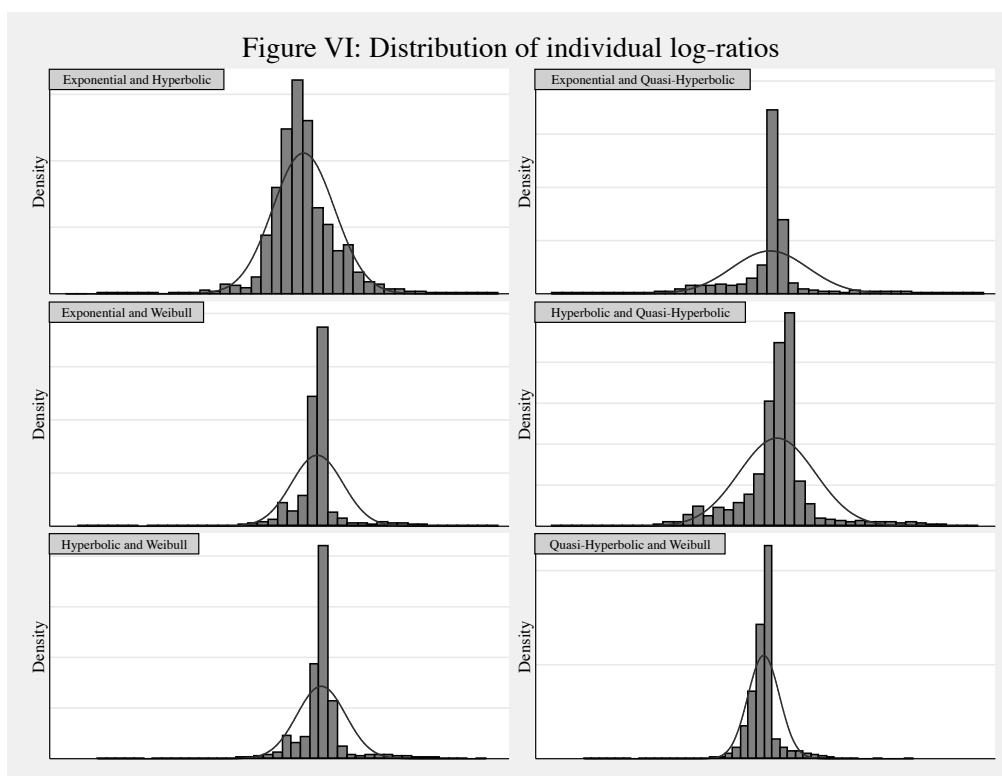 Figure VI: Distribution of individual log-ratios
Exponential and Hyperbolic
Exponential and Quasi-Hyperbolic
Density
Density
Exponential and Weibull
Hyperbolic and Quasi-Hyperbolic
Density
Density
Hyperbolic and Weibull
Quasi-Hyperbolic and Weibull
Density
Density